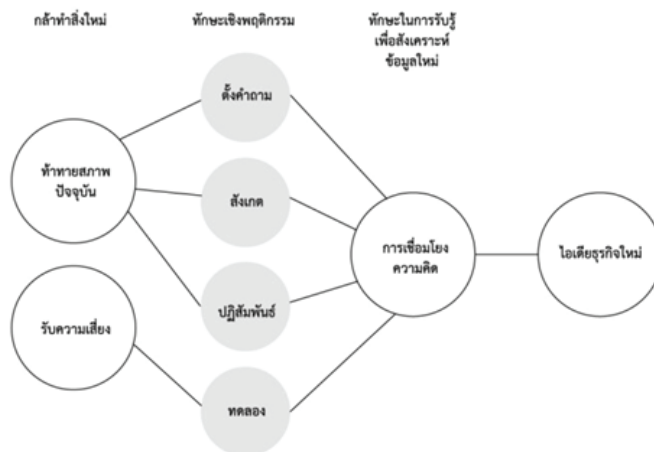 กล้าทำสิ่งใหม่
ทักษะเชิงพฤติกรรม
ทักษะในการรับรู้
เพื่อสังเคราะห์
ข้อมูลใหม่
ตั้งคำถาม
ท้าทายสภาพ
ปัจจุบัน
สังเกต
การเชื่อมโยง
ความคิด
ไอเดียธุรกิจใหม่
ปฏิสัมพันธ์
รับความเสี่ยง
ทดลอง